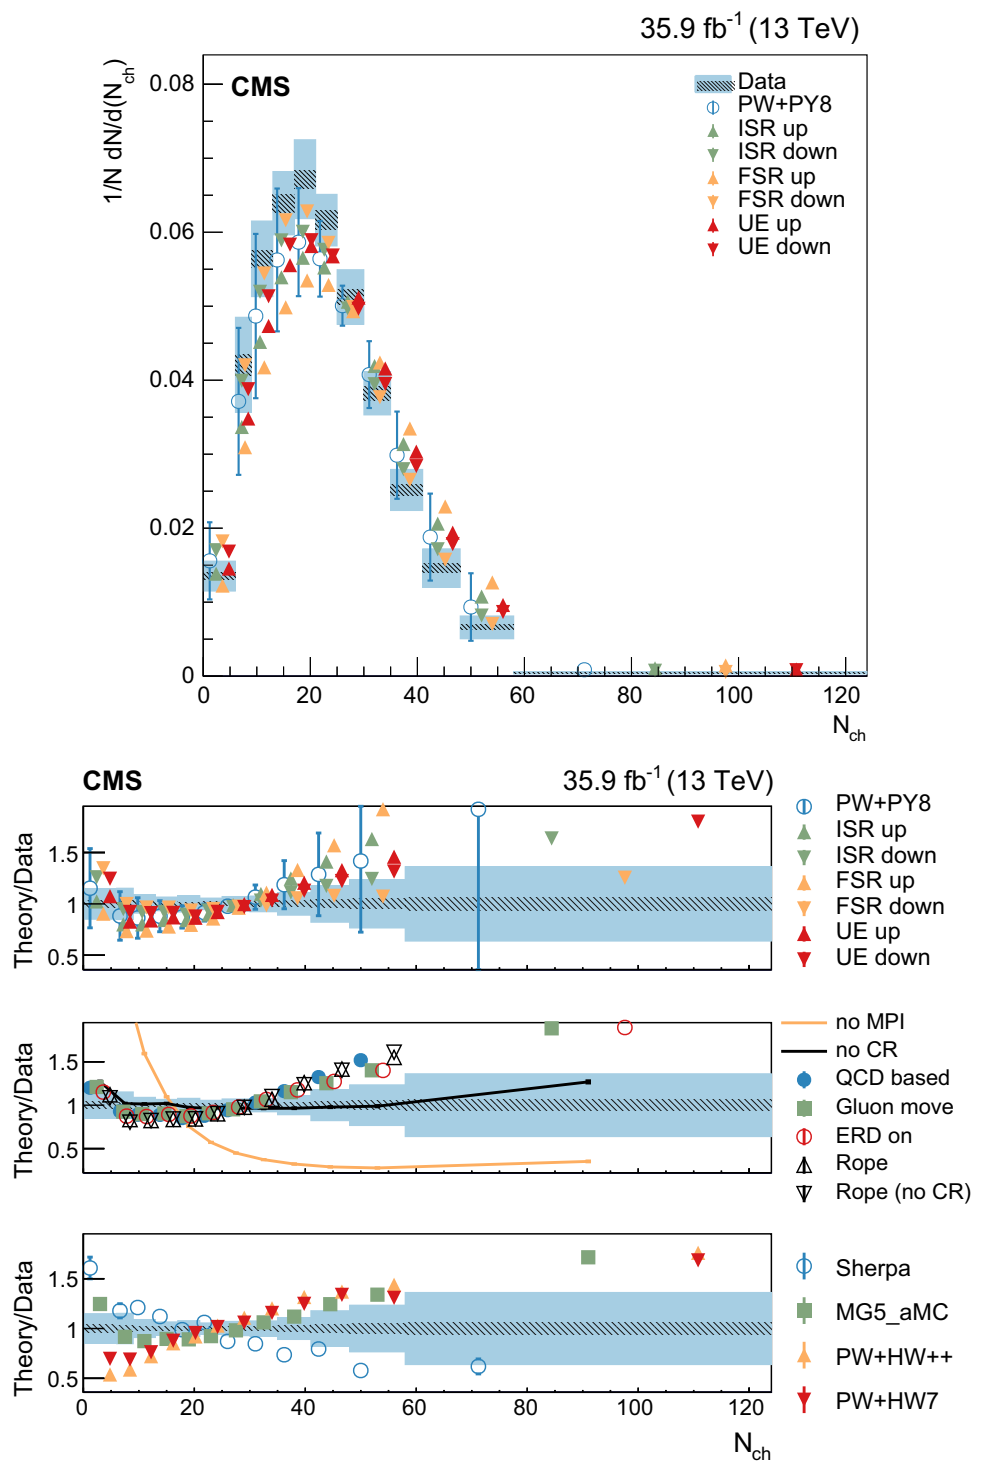 35.9 fb⁻¹ (13 TeV)
1/N dN/d(N_ch)
0.08
0.06
0.04
0.02
0
CMS
Data
PW+PY8
ISR up
ISR down
FSR up
FSR down
UE up
UE down
0 20 40 60 80 100 120
N_ch
CMS 35.9 fb⁻¹ (13 TeV)
Theory/Data
1.5
1
0.5
PW+PY8
ISR up
ISR down
FSR up
FSR down
UE up
UE down
Theory/Data
1.5
1
0.5
no MPI
no CR
QCD based
Gluon move
ERD on
Rope
Rope (no CR)
Theory/Data
1.5
1
0.5
Sherpa
MG5_aMC
PW+HW++
PW+HW7
0 20 40 60 80 100 120
N_ch